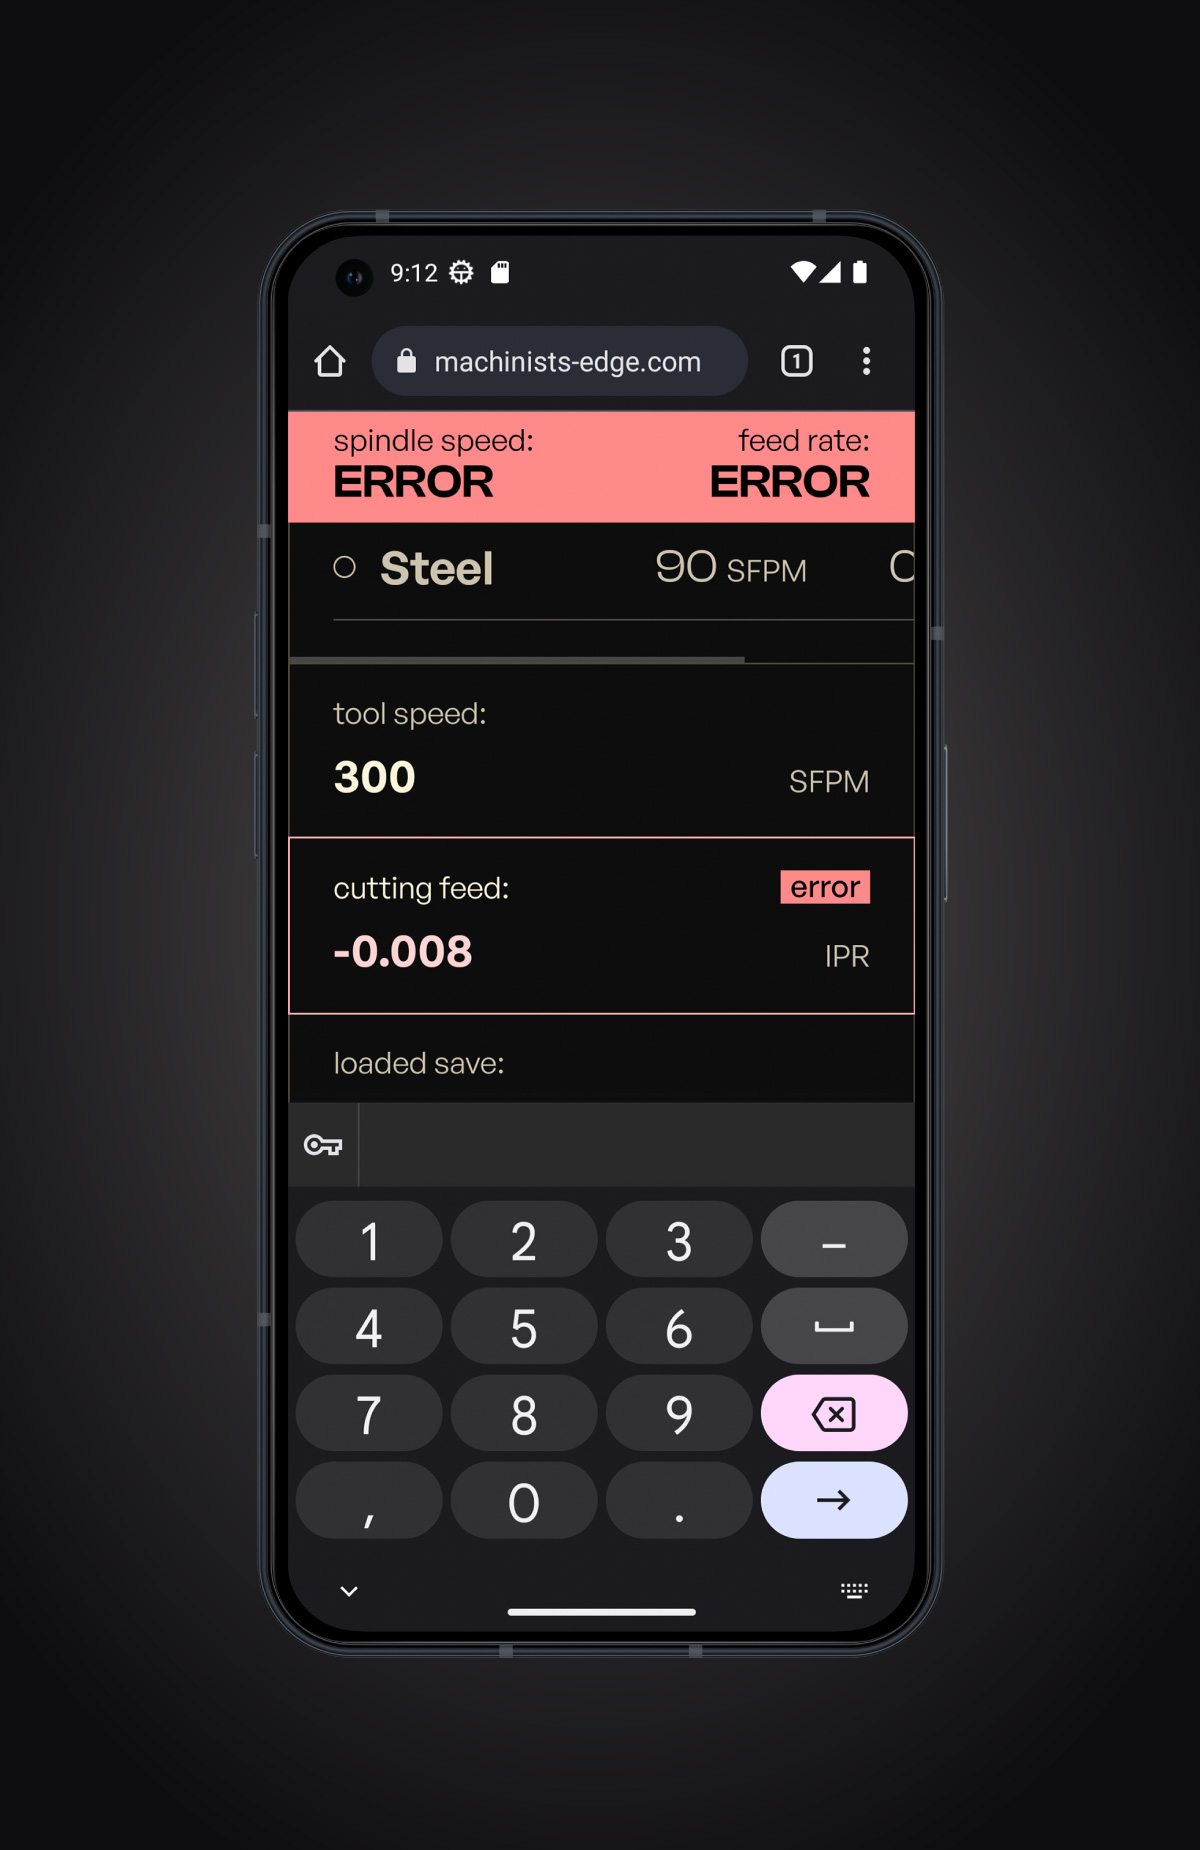 9:12
machinists-edge.com
1
spindle speed: feed rate:
ERROR ERROR
Steel 90 SFPM
tool speed:
300 SFPM
cutting feed: error
-0.008 IPR
loaded save:
1 2 3 –
4 5 6
7 8 9
, 0 .